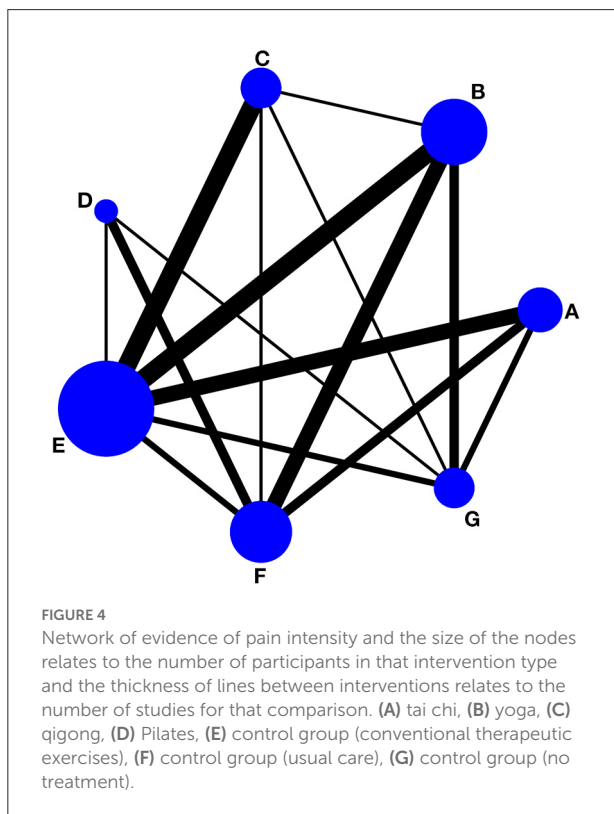 C
B
D
A
E
G
F
FIGURE 4
Network of evidence of pain intensity and the size of the nodes
relates to the number of participants in that intervention type
and the thickness of lines between interventions relates to the
number of studies for that comparison. (A) tai chi, (B) yoga, (C)
qigong, (D) Pilates, (E) control group (conventional therapeutic
exercises), (F) control group (usual care), (G) control group (no
treatment).